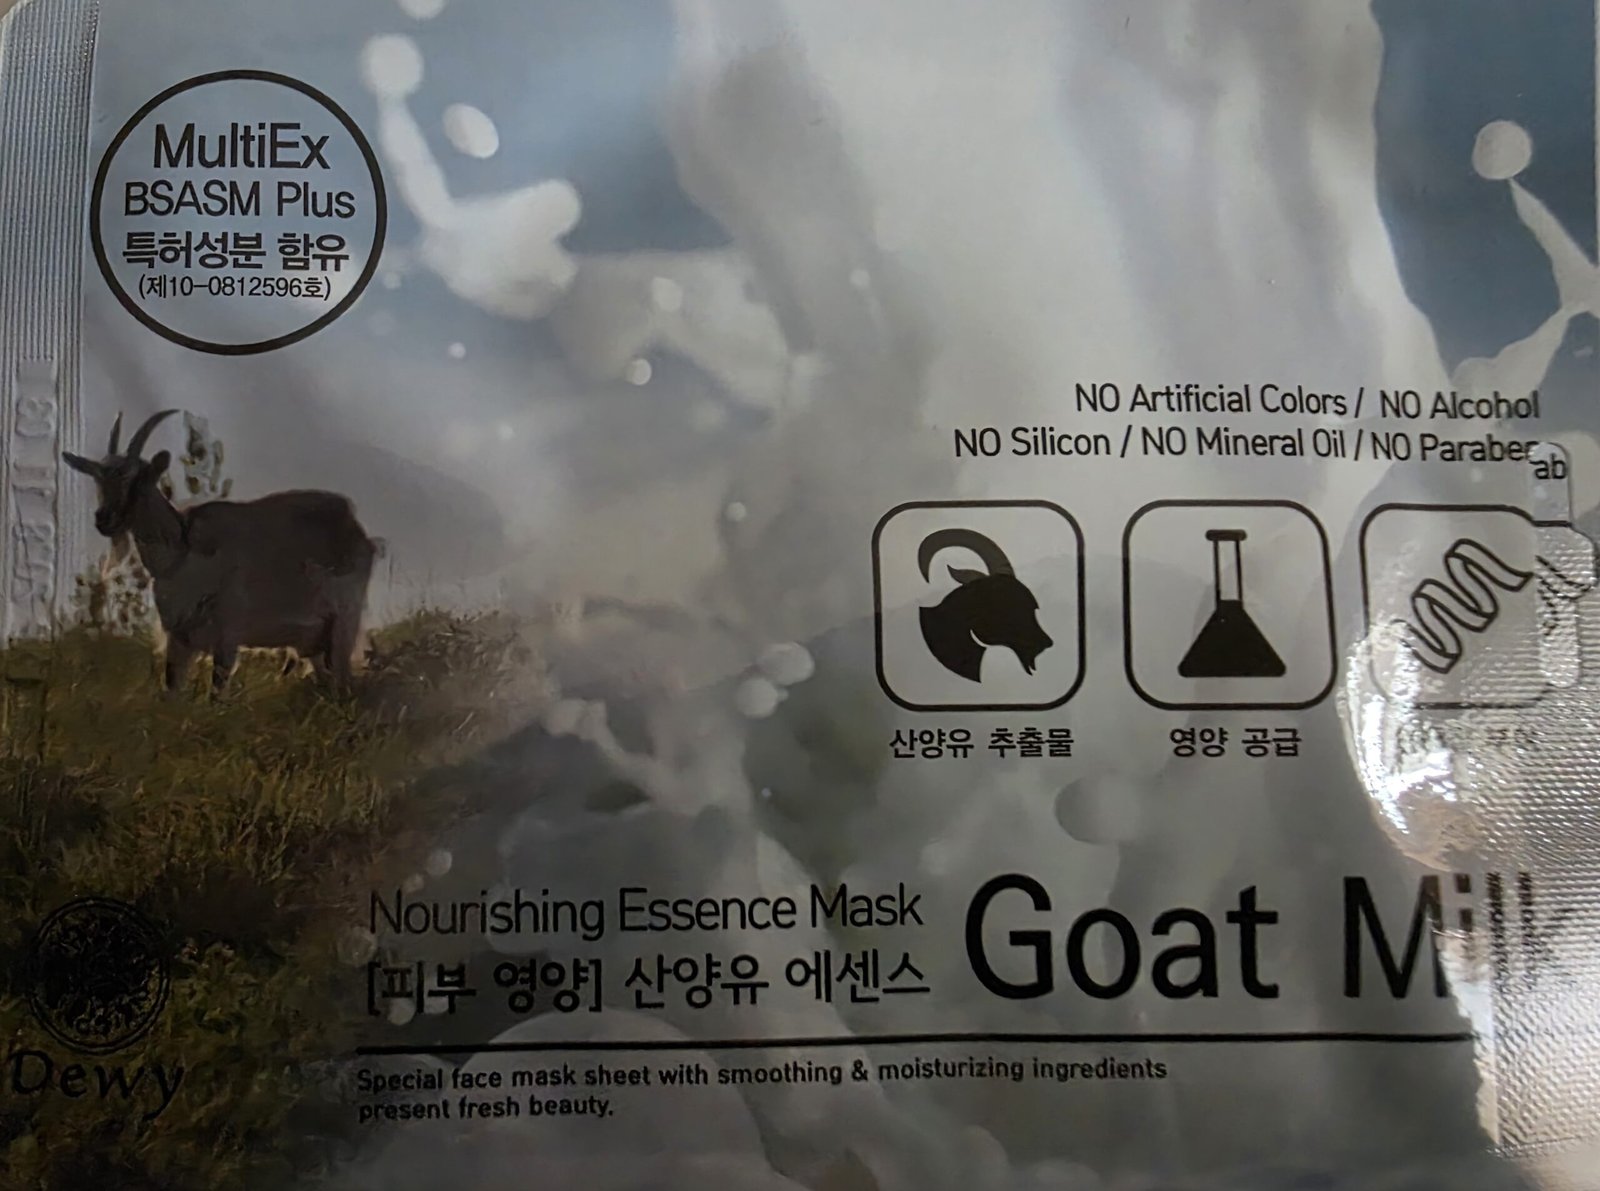 MultiEx
BSASM Plus
특허성분 함유
(제10-0812596호)
NO Artificial Colors / NO Alcohol
NO Silicon / NO Mineral Oil / NO
ab
산양유 추출물
영양 공급
Nourishing Essence Mask
[피부 영양] 산양유 에센스
Goat
Dewy
Special face mask sheet with smoothing & moisturizing ingredients
present fresh beauty.